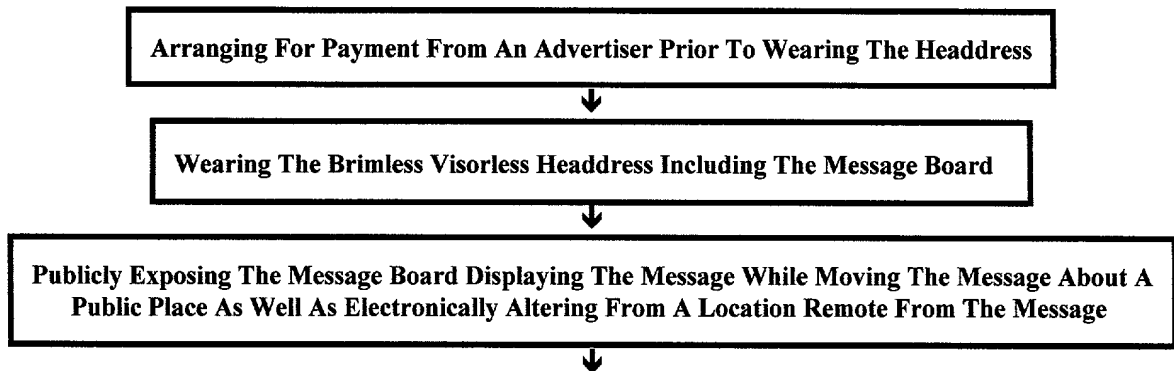 Arranging For Payment From An Advertiser Prior To Wearing The Headdress
Wearing The Brimless Visorless Headdress Including The Message Board
Publicly Exposing The Message Board Displaying The Message While Moving The Message About A
Public Place As Well As Electronically Altering From A Location Remote From The Message